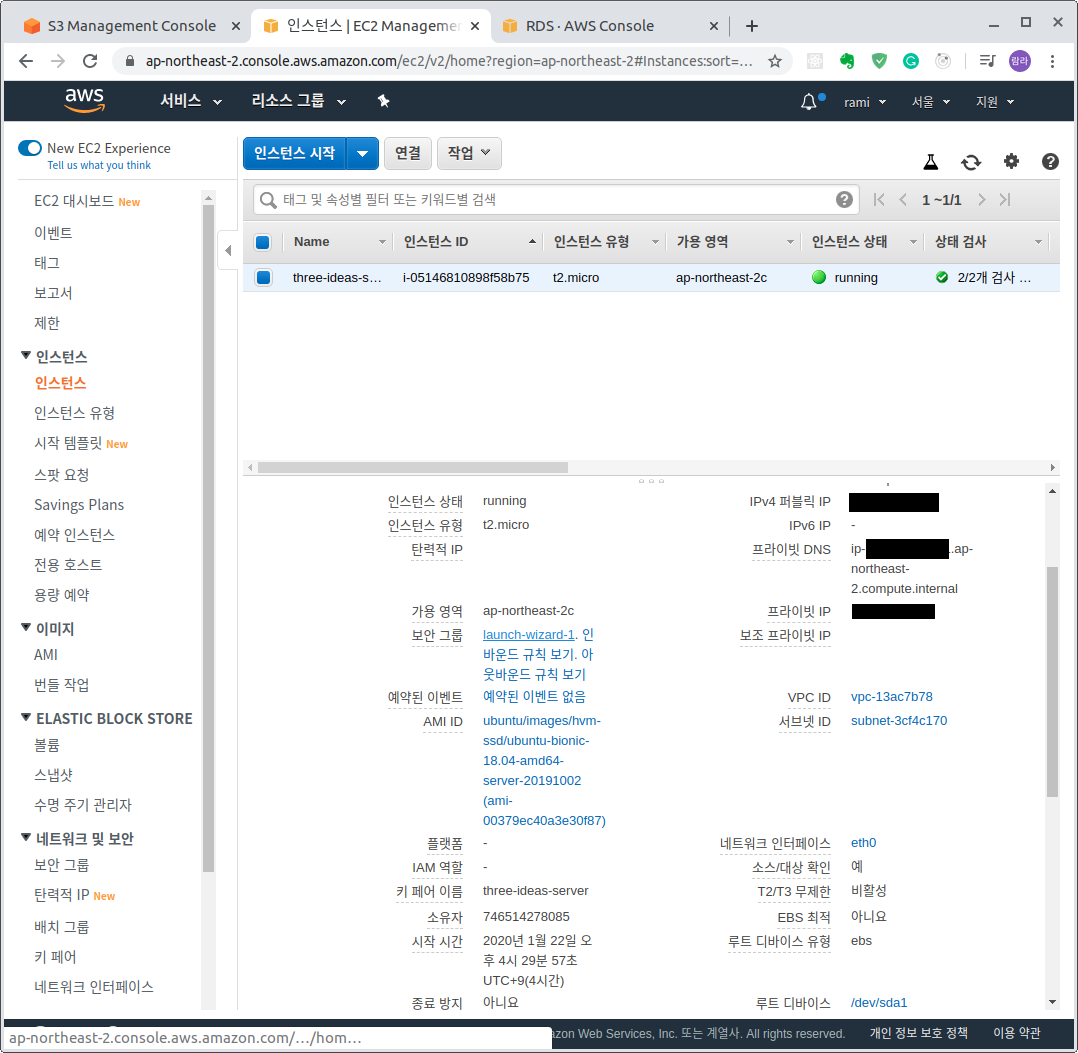 S3 Management Console
인스턴스 | EC2 Managemen
RDS · AWS Console
ap-northeast-2.console.aws.amazon.com/ec2/v2/home?region=ap-northeast-2#Instances:sort=...
람라
aws
서비스
리소스 그룹
rami
서울
지원
New EC2 Experience
Tell us what you think
EC2 대시보드 New
이벤트
태그
보고서
제한
인스턴스
인스턴스
인스턴스 유형
시작 템플릿 New
스팟 요청
Savings Plans
예약 인스턴스
전용 호스트
용량 예약
이미지
AMI
번들 작업
ELASTIC BLOCK STORE
볼륨
스냅샷
수명 주기 관리자
네트워크 및 보안
보안 그룹
탄력적 IP New
배치 그룹
키 페어
네트워크 인터페이스
인스턴스 시작
연결
작업
태그 및 속성별 필터 또는 키워드별 검색
1 ~1/1
Name
인스턴스 ID
인스턴스 유형
가용 영역
인스턴스 상태
상태 검사
three-ideas-s…
i-05146810898f58b75
t2.micro
ap-northeast-2c
running
2/2개 검사 …
인스턴스 상태 running
인스턴스 유형 t2.micro
탄력적 IP
가용 영역 ap-northeast-2c
보안 그룹 launch-wizard-1. 인
바운드 규칙 보기. 아
웃바운드 규칙 보기
예약된 이벤트 예약된 이벤트 없음
AMI ID ubuntu/images/hvm-
ssd/ubuntu-bionic-
18.04-amd64-
server-20191002
(ami-
00379ec40a3e30f87)
플랫폼 -
IAM 역할 -
키 페어 이름 three-ideas-server
소유자 746514278085
시작 시간 2020년 1월 22일 오
후 4시 29분 57초
UTC+9(4시간)
종료 방지 아니요
IPv4 퍼블릭 IP
IPv6 IP -
프라이빗 DNS ip- .ap-
northeast-
2.compute.internal
프라이빗 IP
보조 프라이빗 IP
VPC ID vpc-13ac7b78
서브넷 ID subnet-3cf4c170
네트워크 인터페이스 eth0
소스/대상 확인 예
T2/T3 무제한 비활성
EBS 최적 아니요
루트 디바이스 유형 ebs
루트 디바이스 /dev/sda1
ap-northeast-2.console.aws.amazon.com/…/hom…
azon Web Services, Inc. 또는 계열사. All rights reserved.
개인 정보 보호 정책
이용 약관